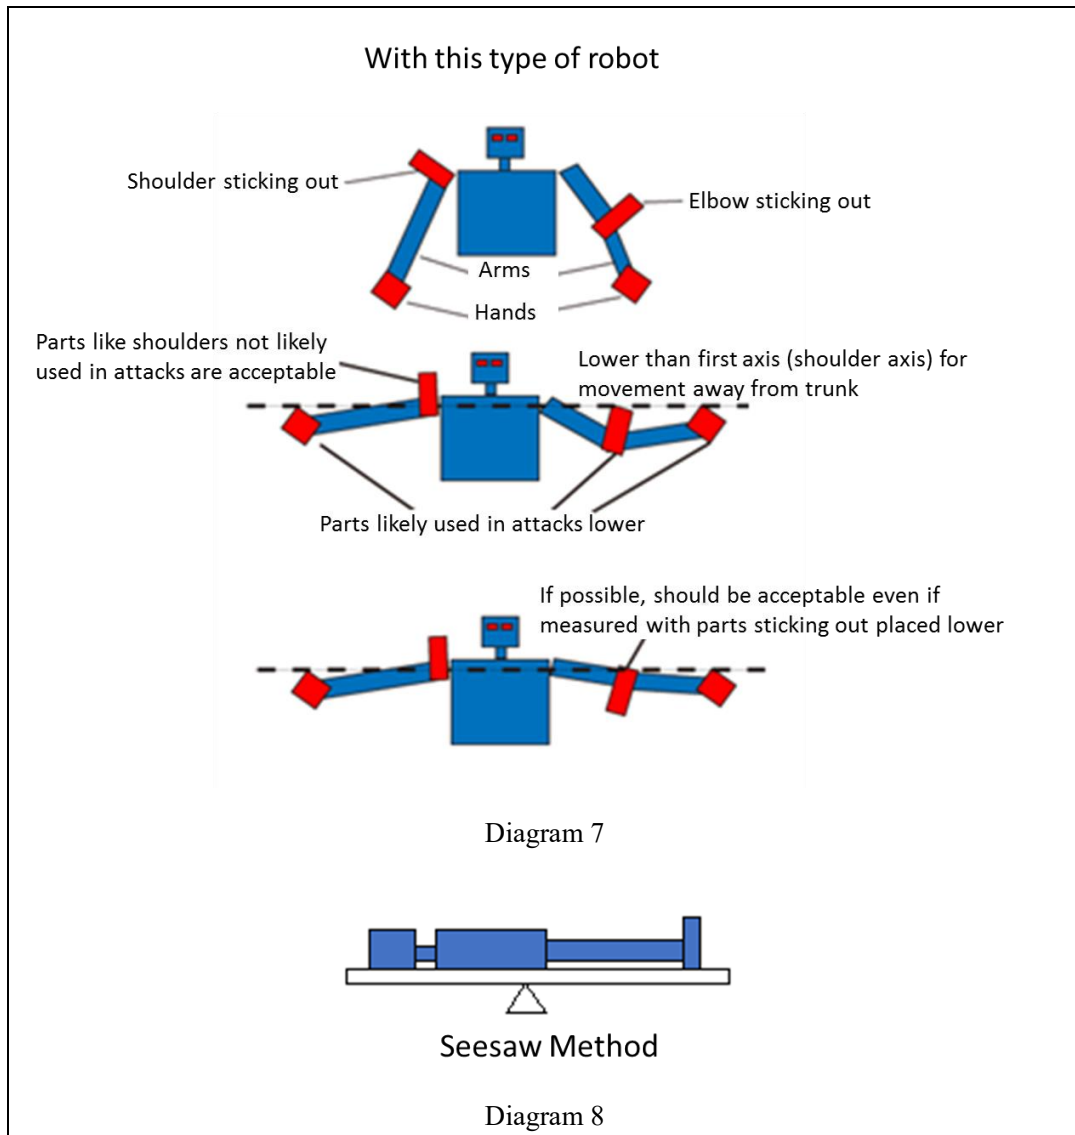 With this type of robot
Shoulder sticking out
Elbow sticking out
Arms
Hands
Parts like shoulders not likely
used in attacks are acceptable
Lower than first axis (shoulder axis) for
movement away from trunk
Parts likely used in attacks lower
If possible, should be acceptable even if
measured with parts sticking out placed lower
Diagram 7
Seesaw Method
Diagram 8